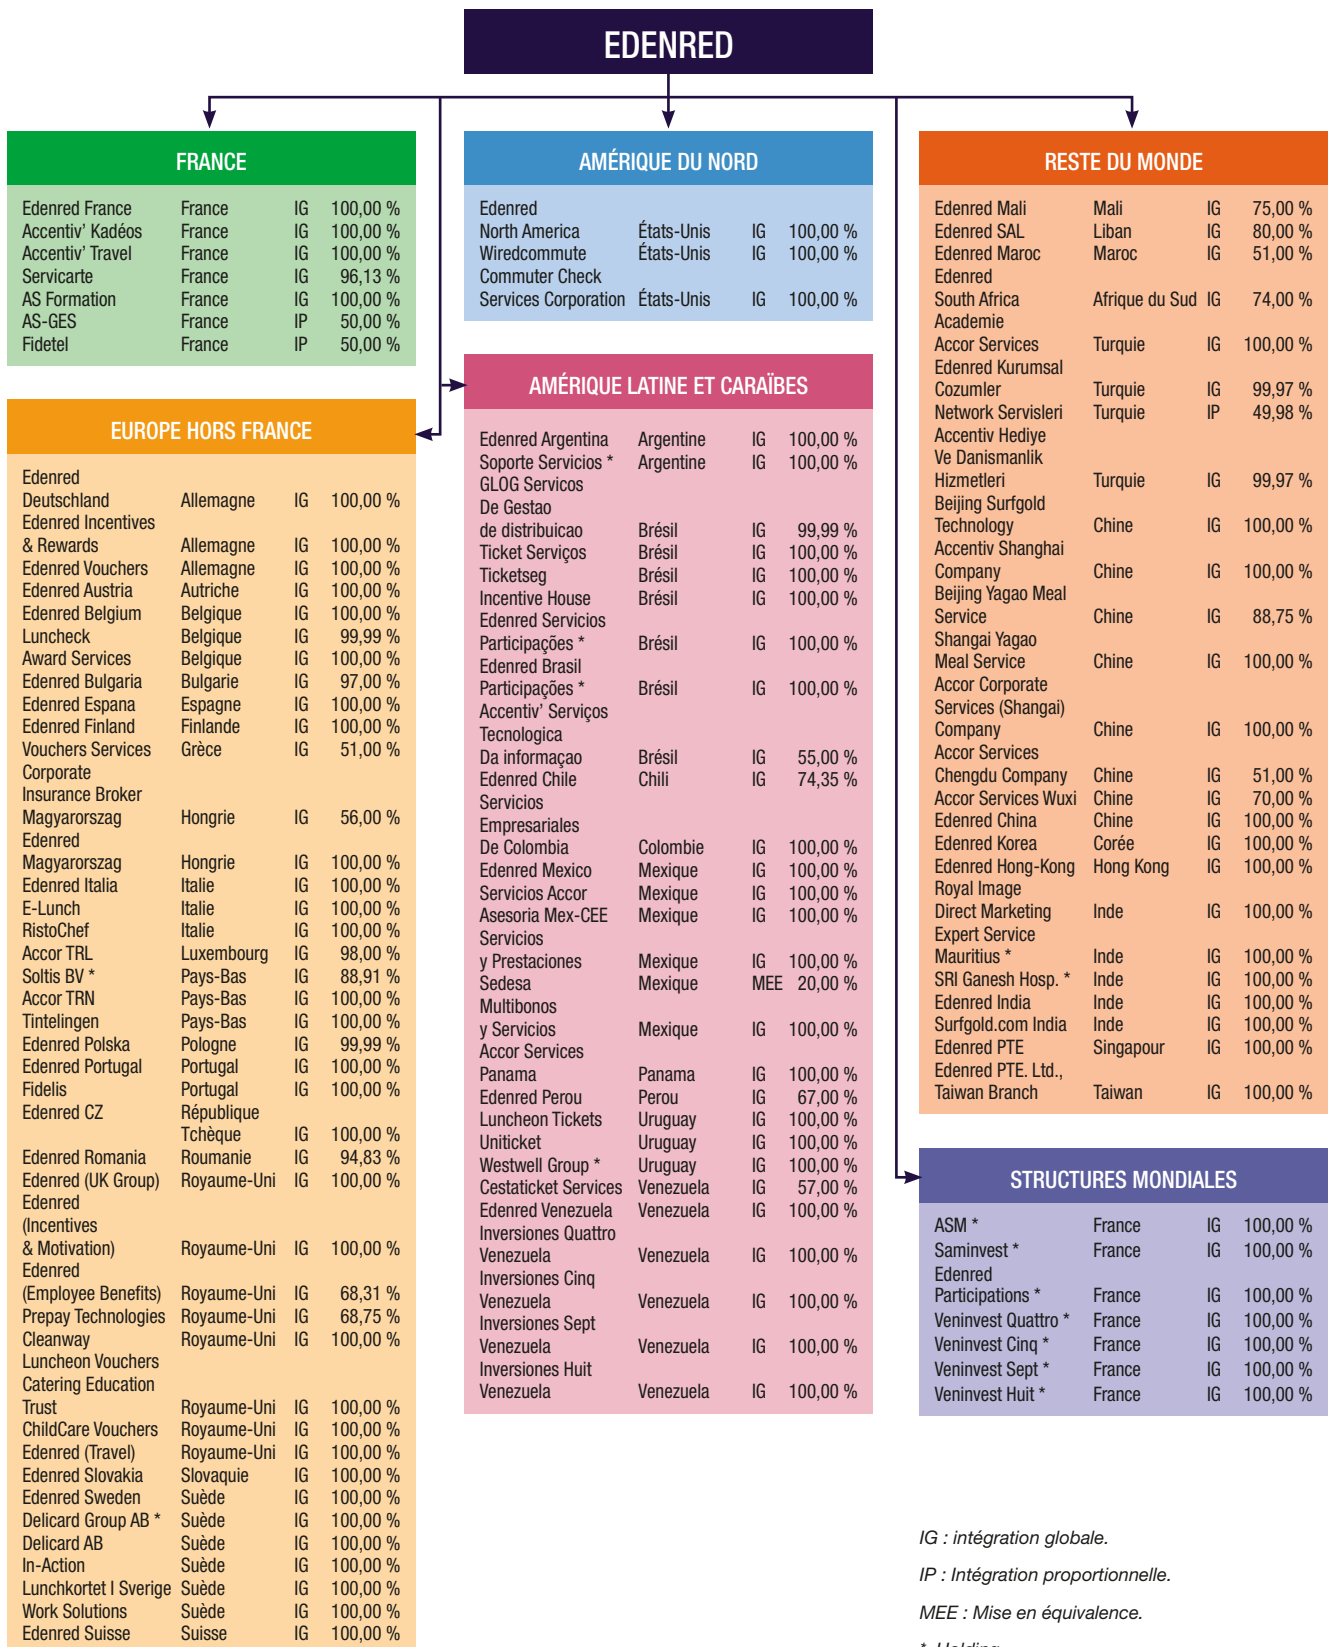 EDENRED
FRANCE
Edenred France France IG 100,00 %
Accentiv’ Kadéos France IG 100,00 %
Accentiv’ Travel France IG 100,00 %
Servicarte France IG 96,13 %
AS Formation France IG 100,00 %
AS-GES France IP 50,00 %
Fidetel France IP 50,00 %
EUROPE HORS FRANCE
Edenred
Deutschland Allemagne IG 100,00 %
Edenred Incentives
& Rewards Allemagne IG 100,00 %
Edenred Vouchers Allemagne IG 100,00 %
Edenred Austria Autriche IG 100,00 %
Edenred Belgium Belgique IG 100,00 %
Luncheck Belgique IG 99,99 %
Award Services Belgique IG 100,00 %
Edenred Bulgaria Bulgarie IG 97,00 %
Edenred Espana Espagne IG 100,00 %
Edenred Finland Finlande IG 100,00 %
Vouchers Services Grèce IG 51,00 %
Corporate
Insurance Broker
Magyarorszag Hongrie IG 56,00 %
Edenred
Magyarorszag Hongrie IG 100,00 %
Edenred Italia Italie IG 100,00 %
E-Lunch Italie IG 100,00 %
RistoChef Italie IG 100,00 %
Accor TRL Luxembourg IG 98,00 %
Soltis BV * Pays-Bas IG 88,91 %
Accor TRN Pays-Bas IG 100,00 %
Tintelingen Pays-Bas IG 100,00 %
Edenred Polska Pologne IG 99,99 %
Edenred Portugal Portugal IG 100,00 %
Fidelis Portugal IG 100,00 %
Edenred CZ République
Tchèque IG 100,00 %
Edenred Romania Roumanie IG 94,83 %
Edenred (UK Group) Royaume-Uni IG 100,00 %
Edenred
(Incentives
& Motivation) Royaume-Uni IG 100,00 %
Edenred
(Employee Benefits) Royaume-Uni IG 68,31 %
Prepay Technologies Royaume-Uni IG 68,75 %
Cleanway Royaume-Uni IG 100,00 %
Luncheon Vouchers
Catering Education
Trust Royaume-Uni IG 100,00 %
ChildCare Vouchers Royaume-Uni IG 100,00 %
Edenred (Travel) Royaume-Uni IG 100,00 %
Edenred Slovakia Slovaquie IG 100,00 %
Edenred Sweden Suède IG 100,00 %
Delicard Group AB * Suède IG 100,00 %
Delicard AB Suède IG 100,00 %
In-Action Suède IG 100,00 %
Lunchkortet I Sverige Suède IG 100,00 %
Work Solutions Suède IG 100,00 %
Edenred Suisse Suisse IG 100,00 %
AMÉRIQUE DU NORD
Edenred
North America États-Unis IG 100,00 %
Wiredcommute États-Unis IG 100,00 %
Commuter Check
Services Corporation États-Unis IG 100,00 %
AMÉRIQUE LATINE ET CARAÏBES
Edenred Argentina Argentine IG 100,00 %
Soporte Servicios * Argentine IG 100,00 %
GLOG Servicos
De Gestao
de distribuicao Brésil IG 99,99 %
Ticket Serviços Brésil IG 100,00 %
Ticketseg Brésil IG 100,00 %
Incentive House Brésil IG 100,00 %
Edenred Servicios
Participações * Brésil IG 100,00 %
Edenred Brasil
Participações * Brésil IG 100,00 %
Accentiv’ Serviços
Tecnologica
Da informaçao Brésil IG 55,00 %
Edenred Chile Chili IG 74,35 %
Servicios
Empresariales
De Colombia Colombie IG 100,00 %
Edenred Mexico Mexique IG 100,00 %
Servicios Accor Mexique IG 100,00 %
Asesoria Mex-CEE Mexique IG 100,00 %
Servicios
y Prestaciones Mexique IG 100,00 %
Sedesa Mexique MEE 20,00 %
Multibonos
y Servicios Mexique IG 100,00 %
Accor Services
Panama Panama IG 100,00 %
Edenred Perou Perou IG 67,00 %
Luncheon Tickets Uruguay IG 100,00 %
Uniticket Uruguay IG 100,00 %
Westwell Group * Uruguay IG 100,00 %
Cestaticket Services Venezuela IG 57,00 %
Edenred Venezuela Venezuela IG 100,00 %
Inversiones Quattro
Venezuela Venezuela IG 100,00 %
Inversiones Cinq
Venezuela Venezuela IG 100,00 %
Inversiones Sept
Venezuela Venezuela IG 100,00 %
Inversiones Huit
Venezuela Venezuela IG 100,00 %
RESTE DU MONDE
Edenred Mali Mali IG 75,00 %
Edenred SAL Liban IG 80,00 %
Edenred Maroc Maroc IG 51,00 %
Edenred
South Africa Afrique du Sud IG 74,00 %
Academie
Accor Services Turquie IG 100,00 %
Edenred Kurumsal
Cozumler Turquie IG 99,97 %
Network Servisleri Turquie IP 49,98 %
Accentiv Hediye
Ve Danismanlik
Hizmetleri Turquie IG 99,97 %
Beijing Surfgold
Technology Chine IG 100,00 %
Accentiv Shanghai
Company Chine IG 100,00 %
Beijing Yagao Meal
Service Chine IG 88,75 %
Shangai Yagao
Meal Service Chine IG 100,00 %
Accor Corporate
Services (Shangai)
Company Chine IG 100,00 %
Accor Services
Chengdu Company Chine IG 51,00 %
Accor Services Wuxi Chine IG 70,00 %
Edenred China Chine IG 100,00 %
Edenred Korea Corée IG 100,00 %
Edenred Hong-Kong Hong Kong IG 100,00 %
Royal Image
Direct Marketing Inde IG 100,00 %
Expert Service
Mauritius * Inde IG 100,00 %
SRI Ganesh Hosp. * Inde IG 100,00 %
Edenred India Inde IG 100,00 %
Surfgold.com India Inde IG 100,00 %
Edenred PTE Singapour IG 100,00 %
Edenred PTE. Ltd.,
Taiwan Branch Taiwan IG 100,00 %
STRUCTURES MONDIALES
ASM * France IG 100,00 %
Saminvest * France IG 100,00 %
Edenred
Participations * France IG 100,00 %
Veninvest Quattro * France IG 100,00 %
Veninvest Cinq * France IG 100,00 %
Veninvest Sept * France IG 100,00 %
Veninvest Huit * France IG 100,00 %
IG : intégration globale.
IP : Intégration proportionnelle.
MEE : Mise en équivalence.
* Holding